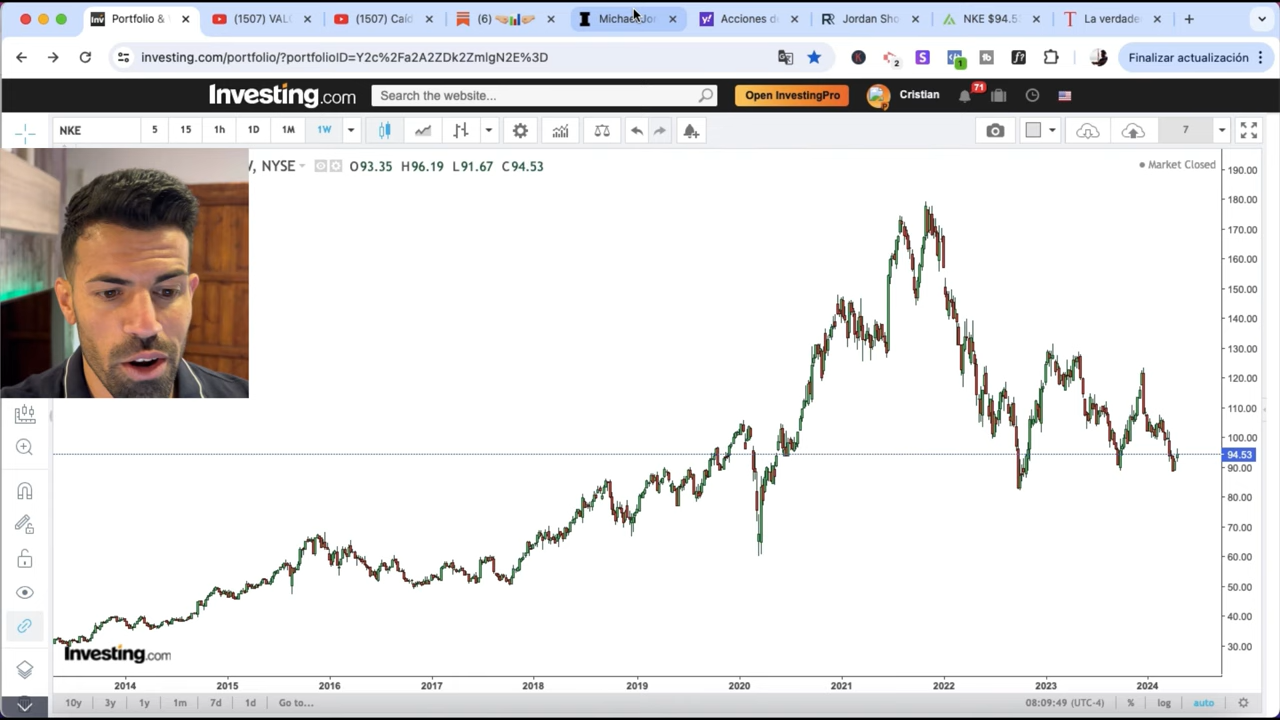 Portfolio &
(1507) VAL
(1507) Caíd
(6)
Michael Jor
Acciones de
Jordan Sho
NKE $94.5
La verdade
investing.com/portfolio/?portfolioID=Y2c%2Fa2A2ZDk2ZmlgN2E%3D
2
1
Finalizar actualización
Investing.com
Search the website...
Open InvestingPro
Cristian
71
NKE
5
15
1h
1D
1M
1W
7
, NYSE
O93.35 H96.19 L91.67 C94.53
Market Closed
190.00
180.00
170.00
160.00
150.00
140.00
130.00
120.00
110.00
100.00
94.53
90.00
80.00
70.00
60.00
50.00
40.00
30.00
Investing.com
2014 2015 2016 2017 2018 2019 2020 2021 2022 2023 2024
10y 3y 1y 1m 7d 1d Go to...
08:09:49 (UTC-4) % log auto